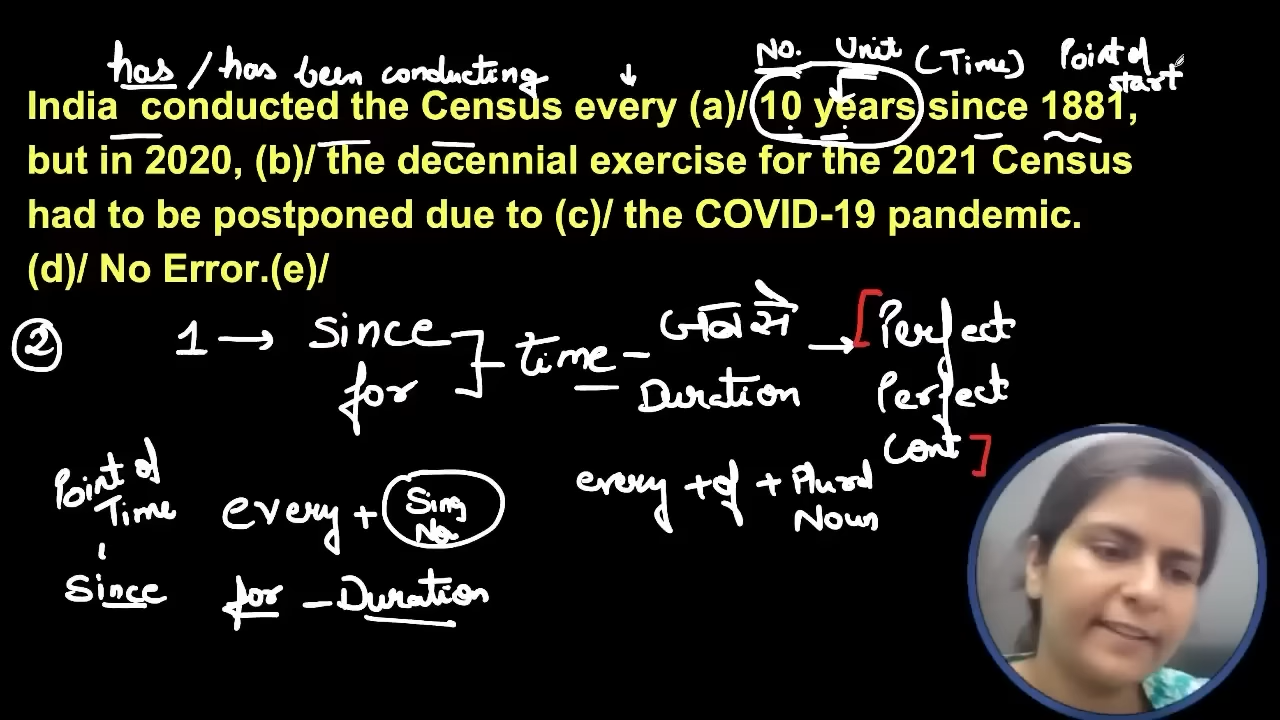 has / has been conducting ↓ No. Unit (Time) Point of start
India conducted the Census every (a)/ 10 years since 1881,
but in 2020, (b)/ the decennial exercise for the 2021 Census
had to be postponed due to (c)/ the COVID-19 pandemic.
(d)/ No Error.(e)/
② 1 → Since for ] time - जब से Duration → [Perfect
Perfect
Cont]
Point of Time
Since
every + Sing No.
every + of + Plural Noun
for - Duration